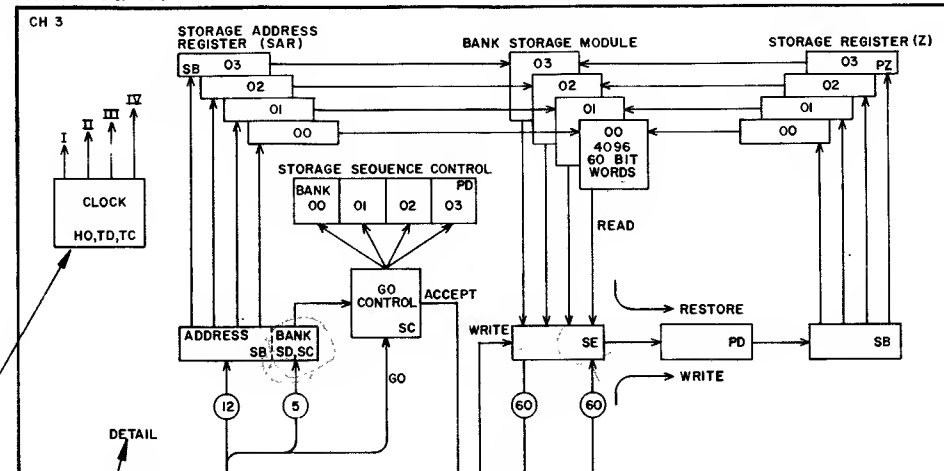 CH 3
STORAGE ADDRESS
REGISTER (SAR)
BANK STORAGE MODULE
STORAGE REGISTER (Z)
SB 03
02
01
00
03
02
01
00
4096
60 BIT
WORDS
03 PZ
02
01
00
I II III IV
CLOCK
HO,TD,TC
STORAGE SEQUENCE CONTROL
BANK
00 01 02 03
PD
READ
GO
CONTROL
SC
ACCEPT
RESTORE
ADDRESS
SB
BANK
SD,SC
WRITE
SE
PD
SB
GO
WRITE
12
5
60
60
DETAIL